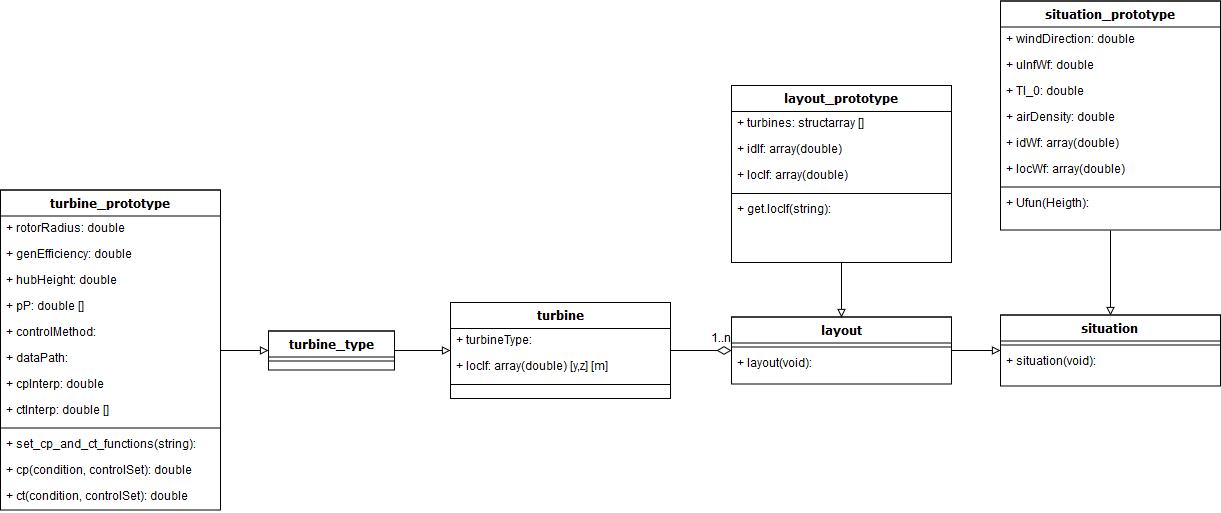 situation_prototype
+ windDirection: double
+ uInfWf: double
+ TI_0: double
+ airDensity: double
+ idWf: array(double)
+ locWf: array(double)
+ Ufun(Heigth):
layout_prototype
+ turbines: structarray []
+ idIf: array(double)
+ locIf: array(double)
+ get.locIf(string):
turbine_prototype
+ rotorRadius: double
+ genEfficiency: double
+ hubHeight: double
+ pP: double []
+ controlMethod:
+ dataPath:
+ cpInterp: double
+ ctInterp: double []
+ set_cp_and_ct_functions(string):
+ cp(condition, controlSet): double
+ ct(condition, controlSet): double
turbine_type
turbine
+ turbineType:
+ locIf: array(double) [y,z] [m]
1..n
layout
+ layout(void):
situation
+ situation(void):